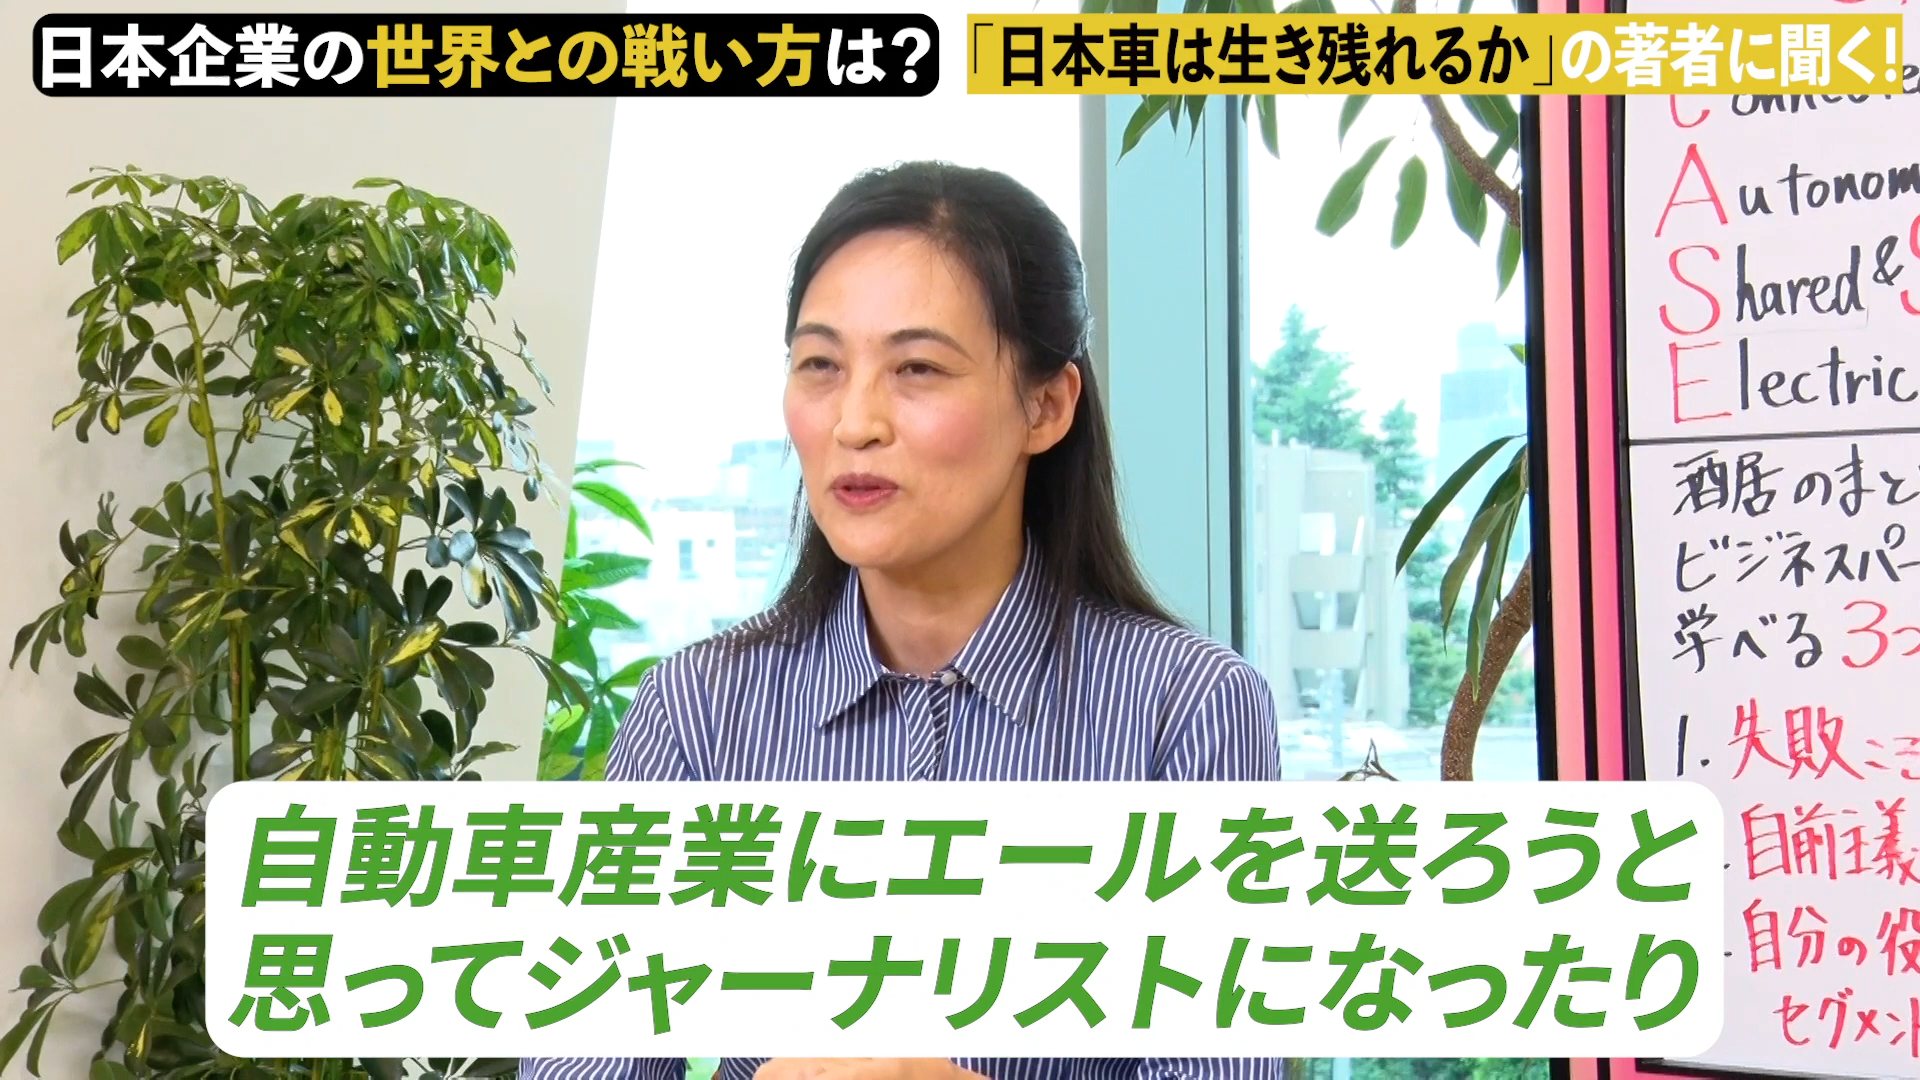 日本企業の世界との戦い方は?
「日本車は生き残れるか」の著者に聞く!
Autonom
Shared & S
Electric
酒居のまと
ビジネスパー
学べる3つ
1. 失敗こそ
自前主義
自分の役
セグメント
自動車産業にエールを送ろうと
思ってジャーナリストになったり